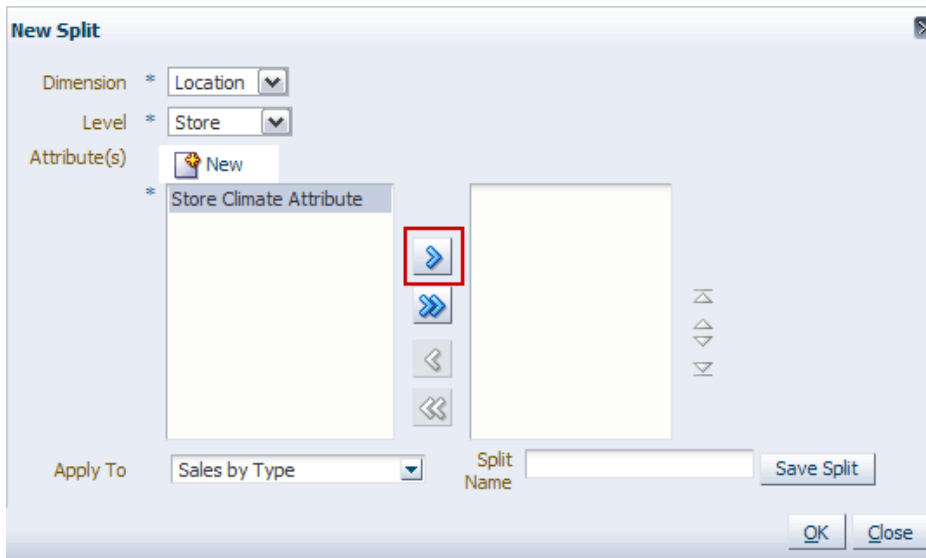 New Split
Dimension * Location
Level * Store
Attribute(s) New
* Store Climate Attribute
Apply To Sales by Type Split Name Save Split
OK Close